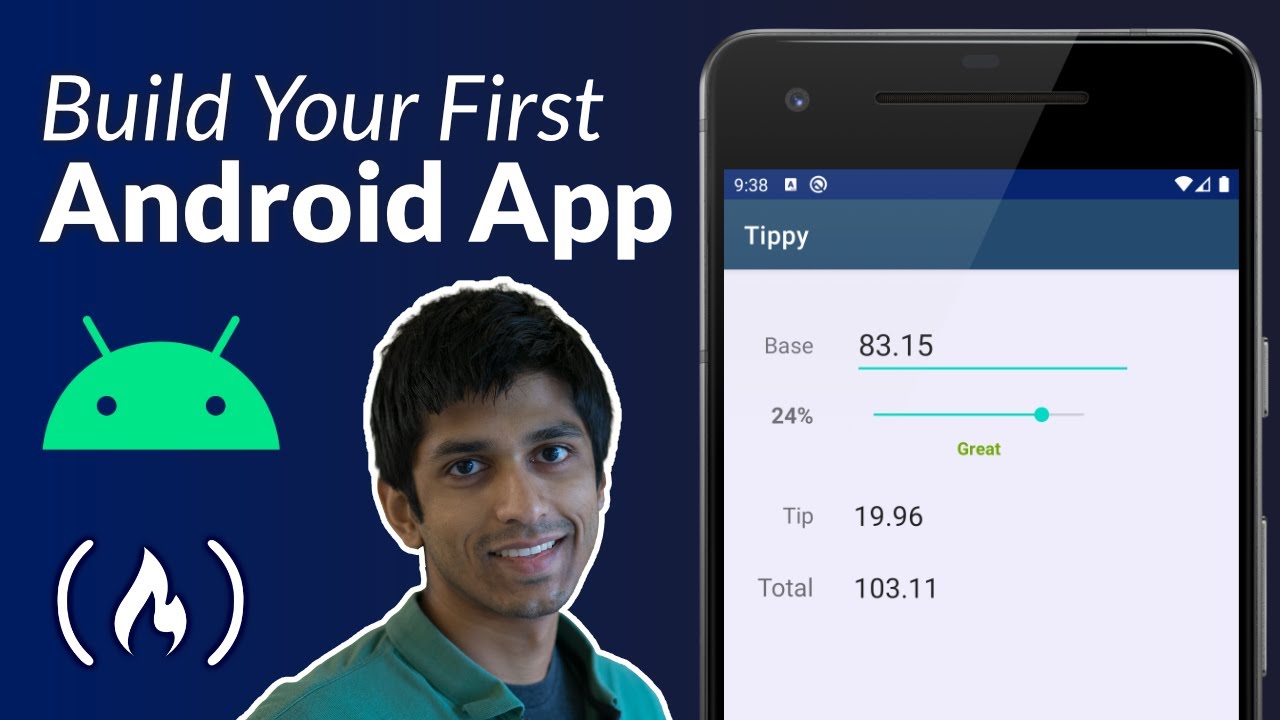 Build Your First
Android App
9:38
Tippy
Base 83.15
24%
Great
Tip 19.96
Total 103.11